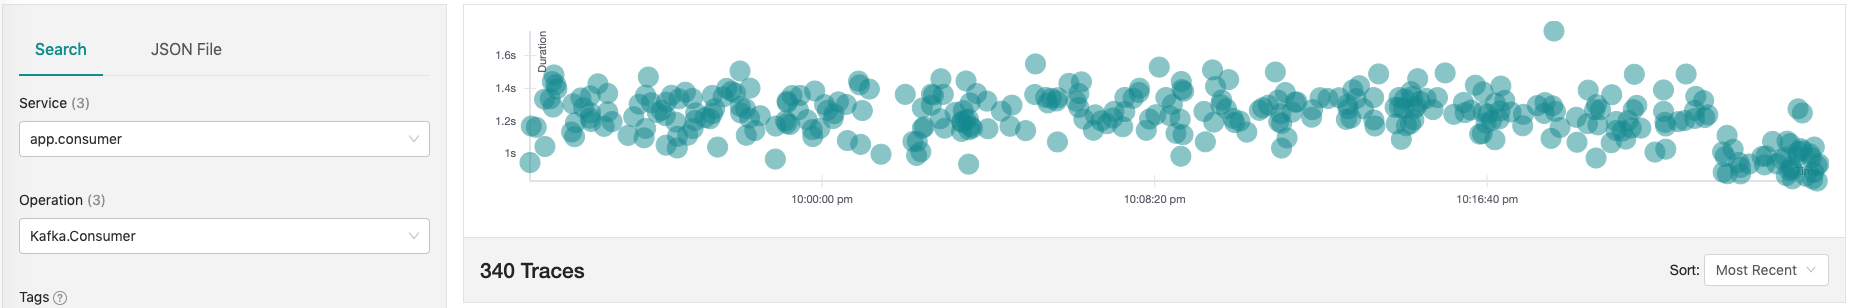 Search
JSON File
Service (3)
app.consumer
Operation (3)
Kafka.Consumer
Tags
Duration
1.6s
1.4s
1.2s
1s
10:00:00 pm
10:08:20 pm
10:16:40 pm
340 Traces
Sort: Most Recent